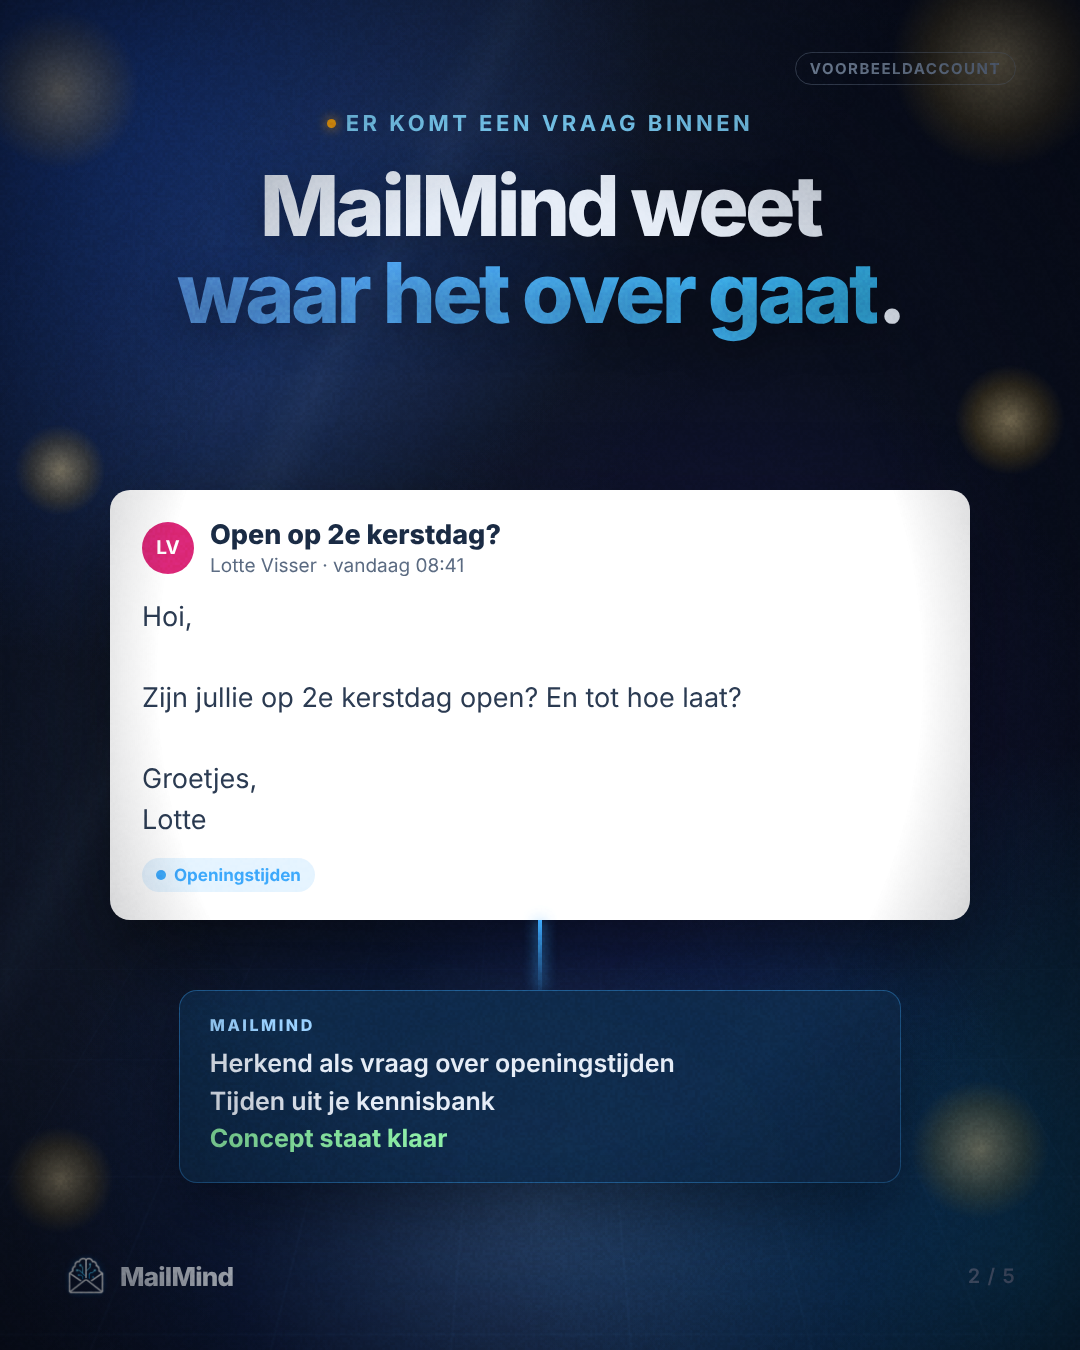 VOORBEELDACCOUNT
ER KOMT EEN VRAAG BINNEN
MailMind weet
waar het over gaat.
LV
Open op 2e kerstdag?
Lotte Visser · vandaag 08:41
Hoi,
Zijn jullie op 2e kerstdag open? En tot hoe laat?
Groetjes,
Lotte
Openingstijden
MAILMIND
Herkend als vraag over openingstijden
Tijden uit je kennisbank
Concept staat klaar
MailMind
2 / 5